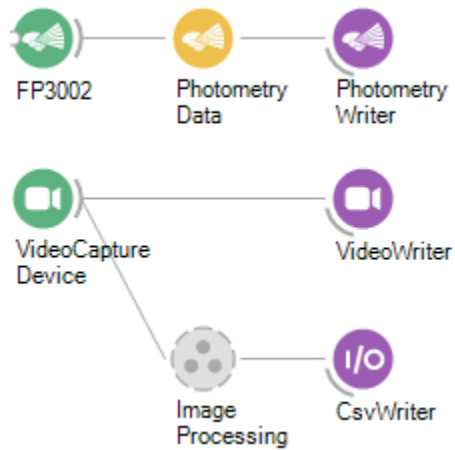 FP3002
Photometry
Data
Photometry
Writer
VideoCapture
Device
VideoWriter
I/O
Image
Processing
CsvWriter